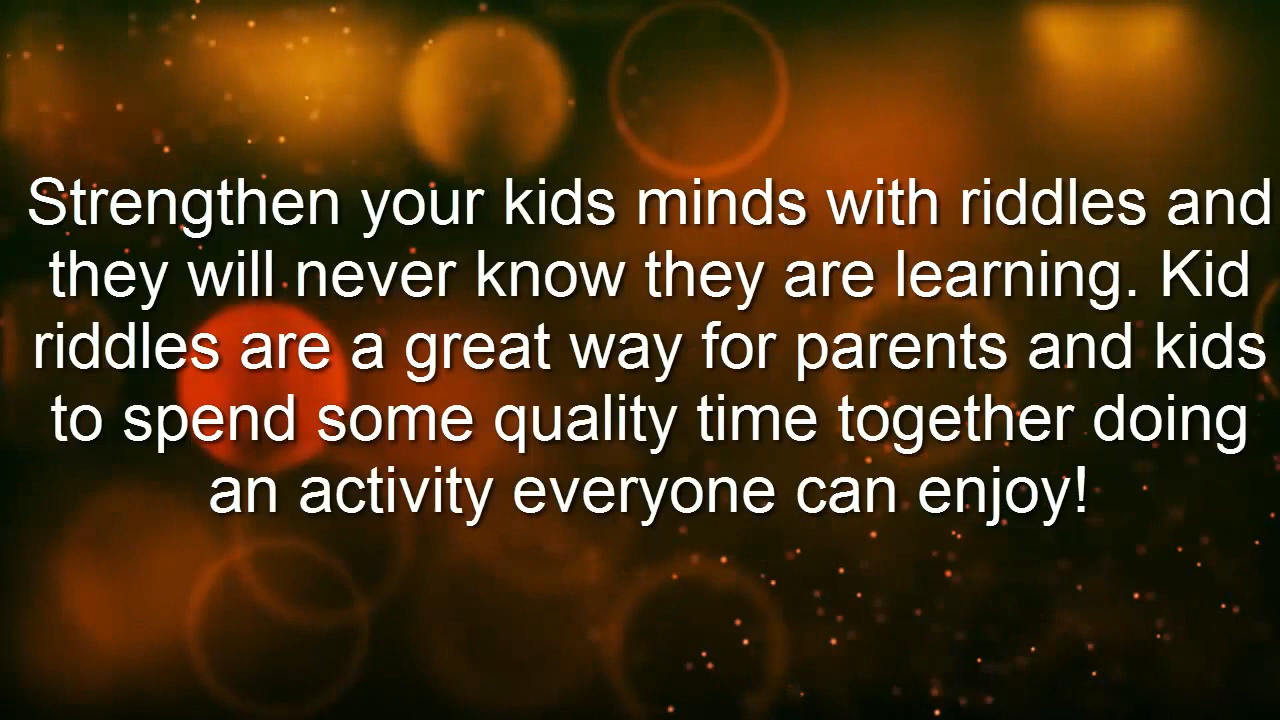 Strengthen your kids minds with riddles and
they will never know they are learning. Kid
riddles are a great way for parents and kids
to spend some quality time together doing
an activity everyone can enjoy!